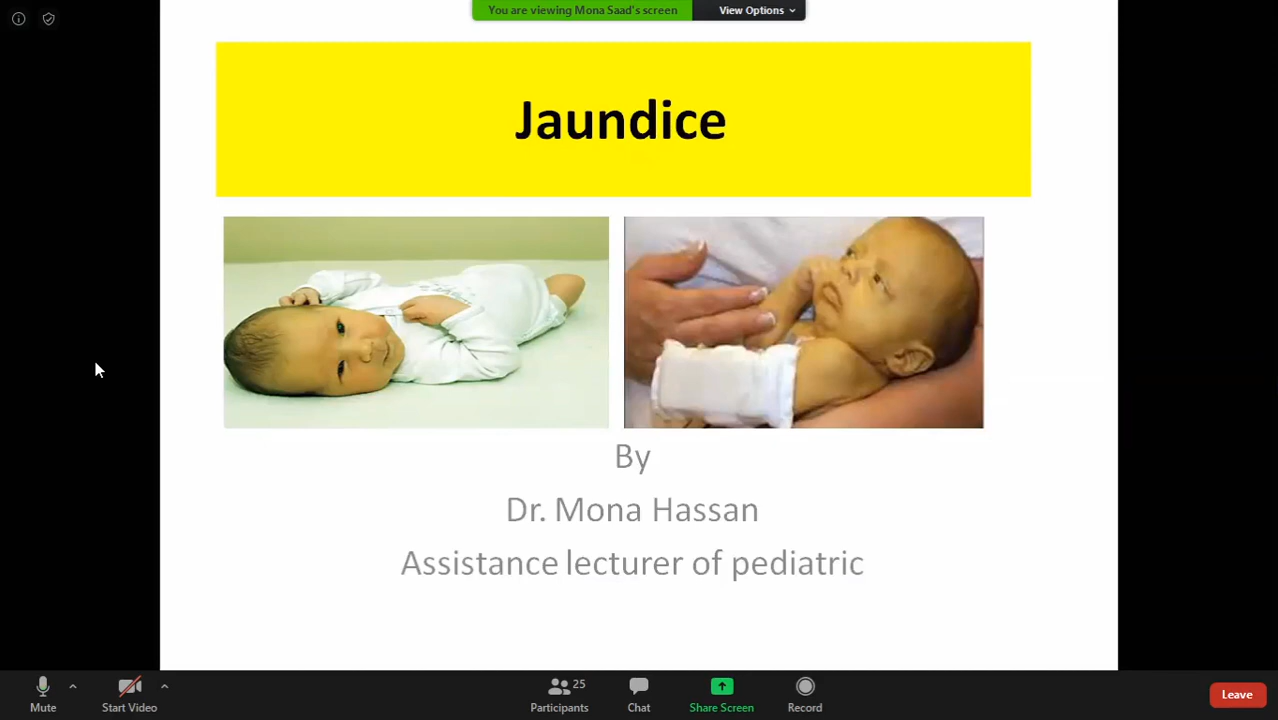 You are viewing Mona Saad's screen
View Options
Jaundice
By
Dr. Mona Hassan
Assistance lecturer of pediatric
Mute
Start Video
25
Participants
Chat
Share Screen
Record
Leave